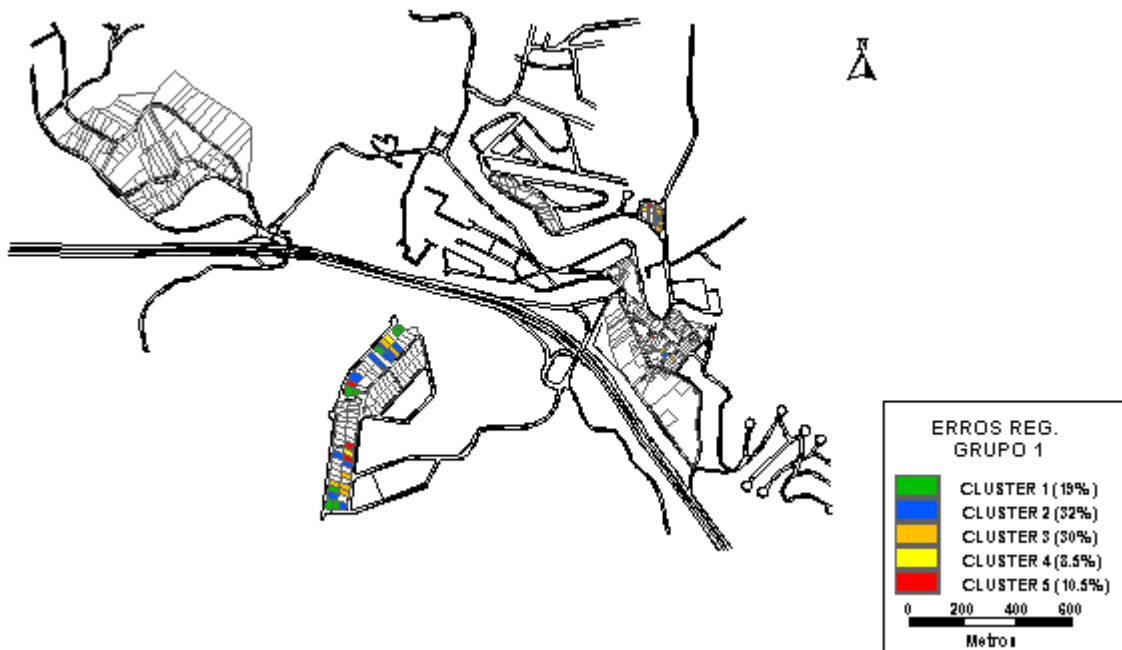 N
ERROS REG.
GRUPO 1
CLUSTER 1 (19%)
CLUSTER 2 (32%)
CLUSTER 3 (30%)
CLUSTER 4 (8.5%)
CLUSTER 5 (10.5%)
0 200 400 600
Metros